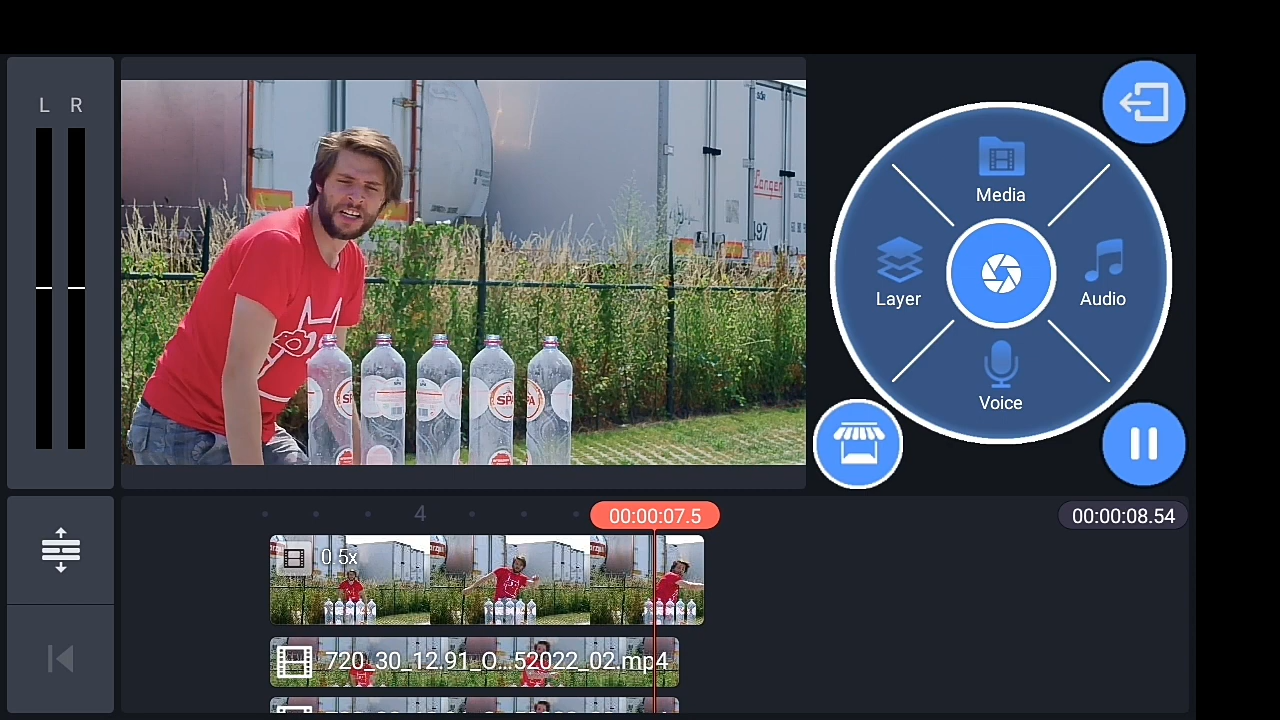 L R
Media
Layer
Audio
Voice
SPA
97
4
00:00:07.5
00:00:08.54
0.5x
720_30_12.91_O...52022_02.mp4